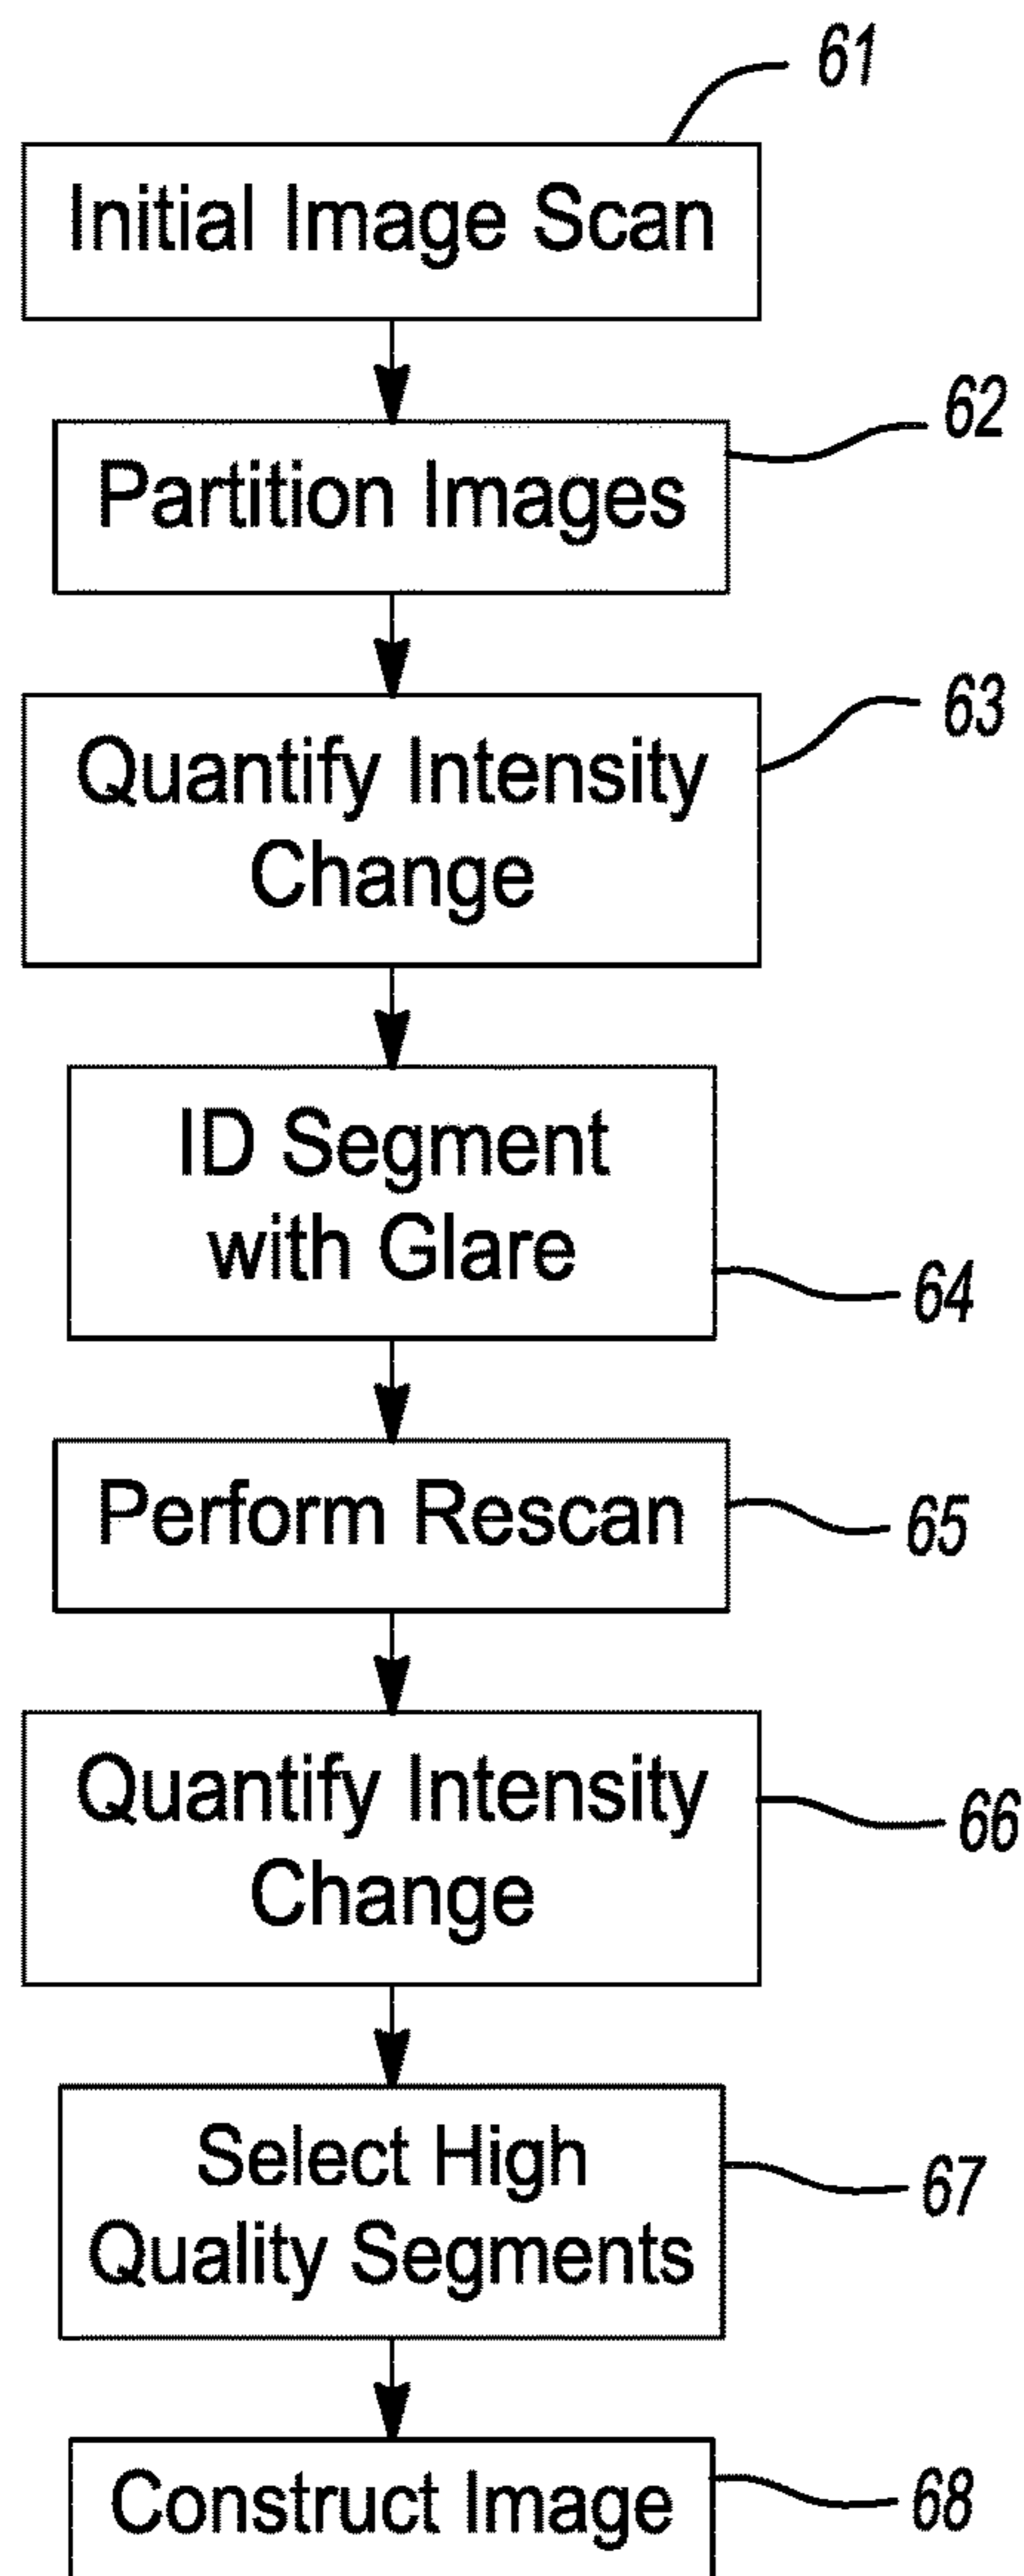 61
Initial Image Scan
62
Partition Images
63
Quantify Intensity
Change
ID Segment
with Glare
64
Perform Rescan
65
Quantify Intensity
Change
66
Select High
Quality Segments
67
Construct Image
68